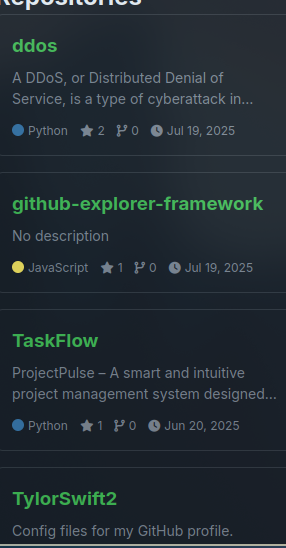 Repositories
ddos
A DDoS, or Distributed Denial of
Service, is a type of cyberattack in...
Python 2 0 Jul 19, 2025
github-explorer-framework
No description
JavaScript 1 0 Jul 19, 2025
TaskFlow
ProjectPulse – A smart and intuitive
project management system designed...
Python 1 0 Jun 20, 2025
TylorSwift2
Config files for my GitHub profile.